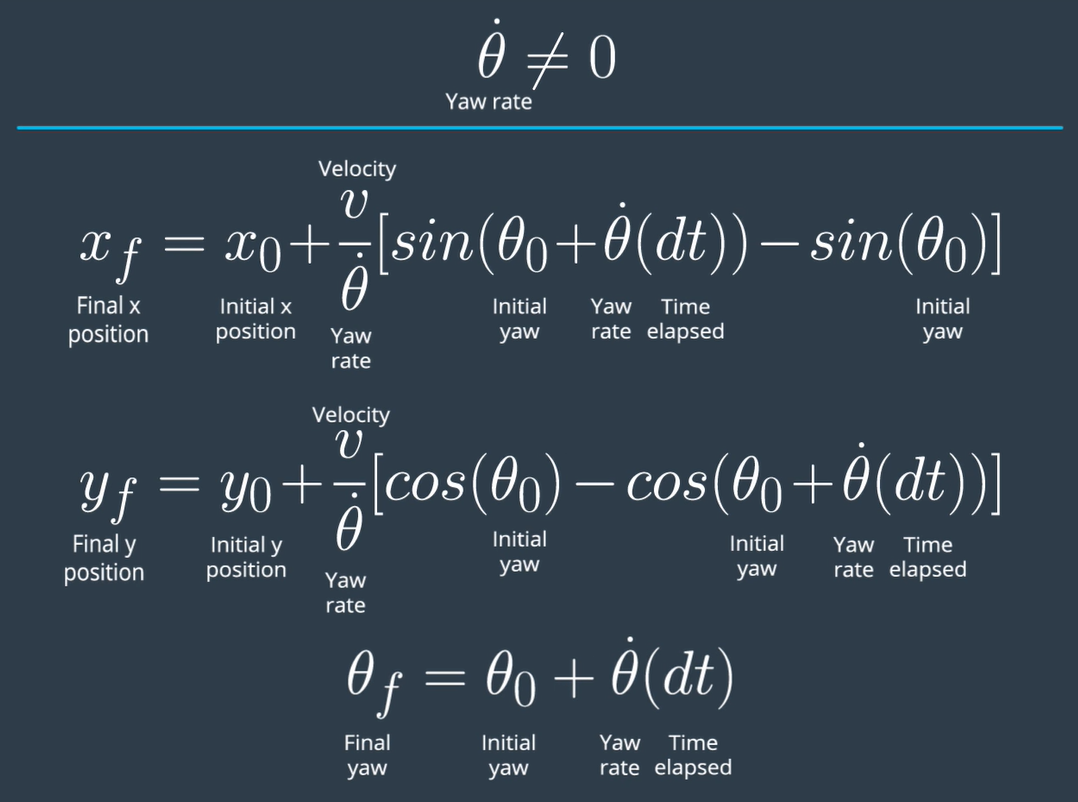 θ̇ ≠ 0
Yaw rate
Velocity
x_f = x_0 + v/θ̇ [sin(θ_0 + θ̇(dt)) − sin(θ_0)]
Final x Initial x Initial Yaw Time Initial
position position Yaw yaw rate elapsed yaw
rate
Velocity
y_f = y_0 + v/θ̇ [cos(θ_0) − cos(θ_0 + θ̇(dt))]
Final y Initial y Initial Initial Yaw Time
position position yaw yaw rate elapsed
Yaw
rate
θ_f = θ_0 + θ̇(dt)
Final Initial Yaw Time
yaw yaw rate elapsed